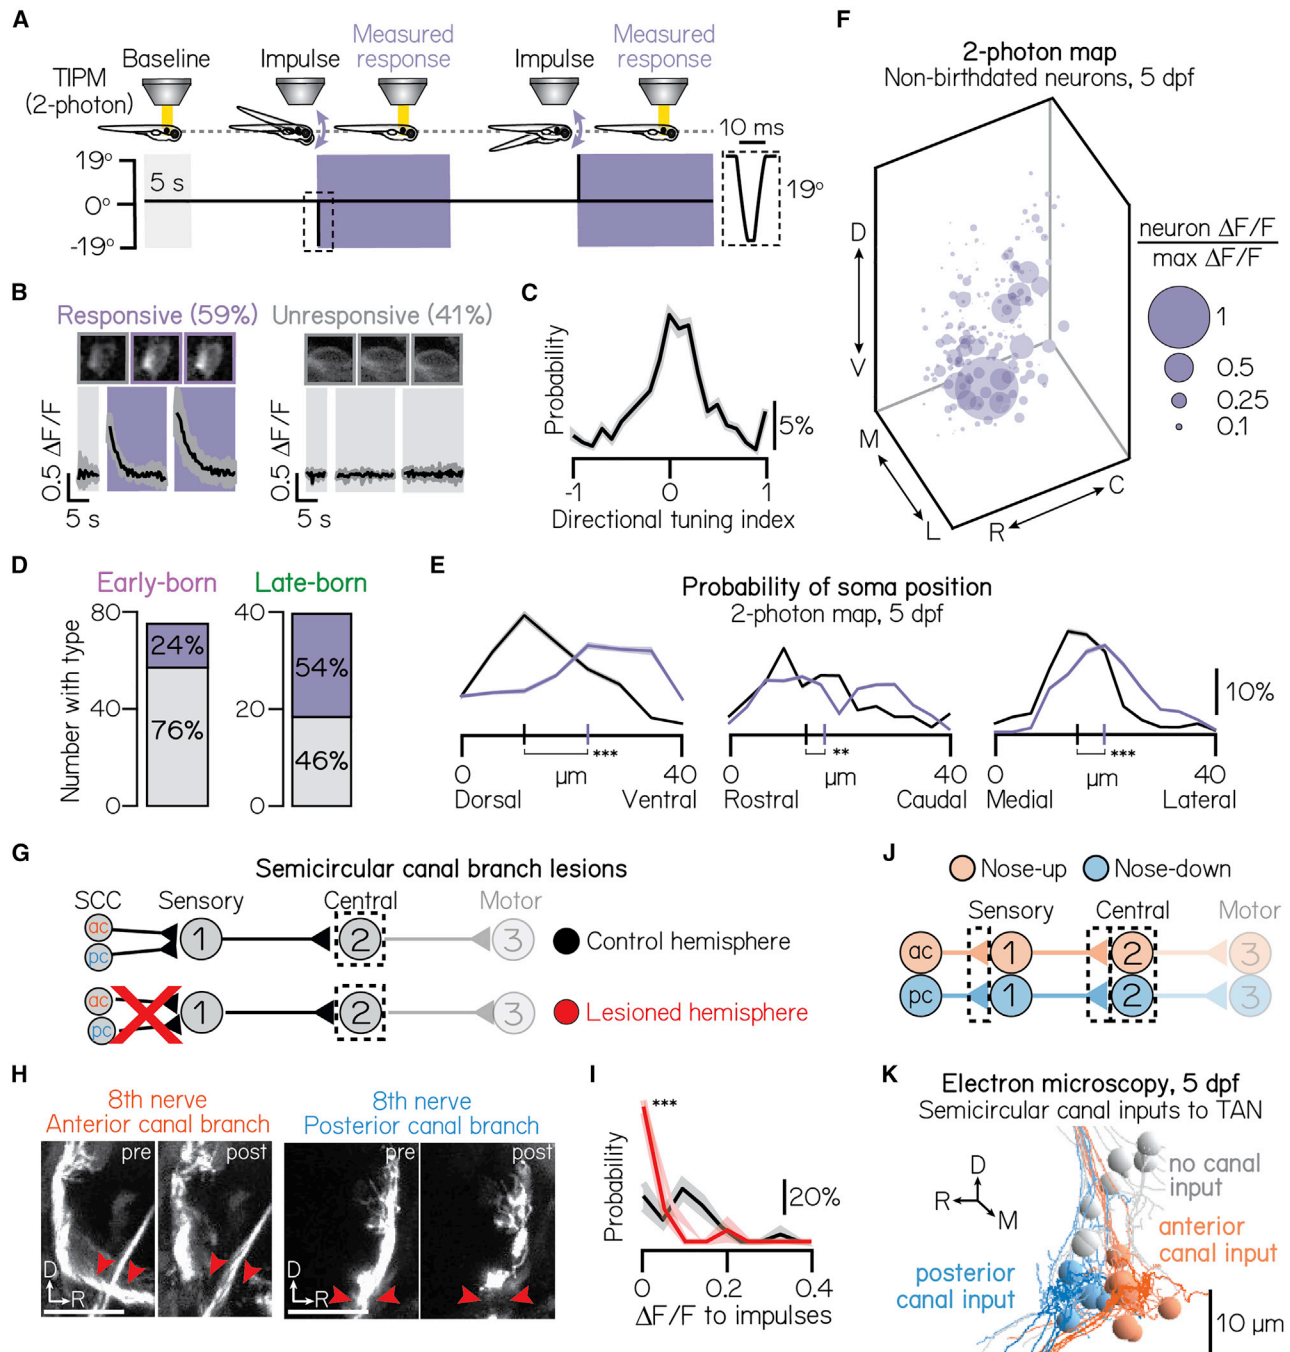 A
TIPM
(2-photon)
Baseline
Impulse
Measured
response
Impulse
Measured
response
10 ms
19º
0º
-19º
5 s
19º
B
Responsive (59%)
Unresponsive (41%)
0.5 ΔF/F
5 s
0.5 ΔF/F
5 s
C
Probability
5%
-1
0
1
Directional tuning index
D
Early-born
Late-born
Number with type
80
40
0
24%
76%
40
20
0
54%
46%
E
Probability of soma position
2-photon map, 5 dpf
10%
***
**
***
0
µm
40
Dorsal
Ventral
0
µm
40
Rostral
Caudal
0
µm
40
Medial
Lateral
F
2-photon map
Non-birthdated neurons, 5 dpf
D
V
M
L
R
C
neuron ΔF/F
max ΔF/F
1
0.5
0.25
0.1
G
Semicircular canal branch lesions
SCC
Sensory
Central
Motor
ac
pc
1
2
3
Control hemisphere
ac
pc
1
2
3
Lesioned hemisphere
H
8th nerve
Anterior canal branch
8th nerve
Posterior canal branch
pre
post
pre
post
D
R
D
R
I
Probability
***
20%
0
0.2
0.4
ΔF/F to impulses
J
Nose-up
Nose-down
Sensory
Central
Motor
ac
1
2
3
pc
1
2
3
K
Electron microscopy, 5 dpf
Semicircular canal inputs to TAN
D
R
M
no canal
input
anterior
canal input
posterior
canal input
10 µm